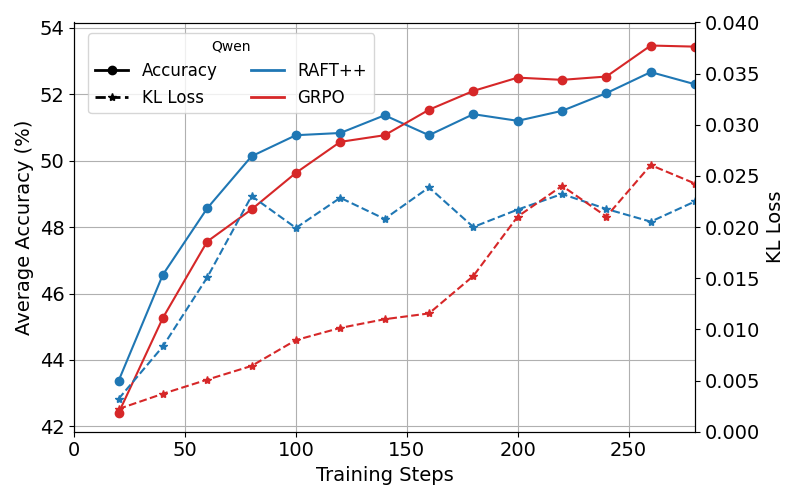 Qwen
Accuracy RAFT++
KL Loss GRPO
54
52
50
48
46
44
42
Average Accuracy (%)
0.040
0.035
0.030
0.025
0.020
0.015
0.010
0.005
0.000
KL Loss
0 50 100 150 200 250
Training Steps